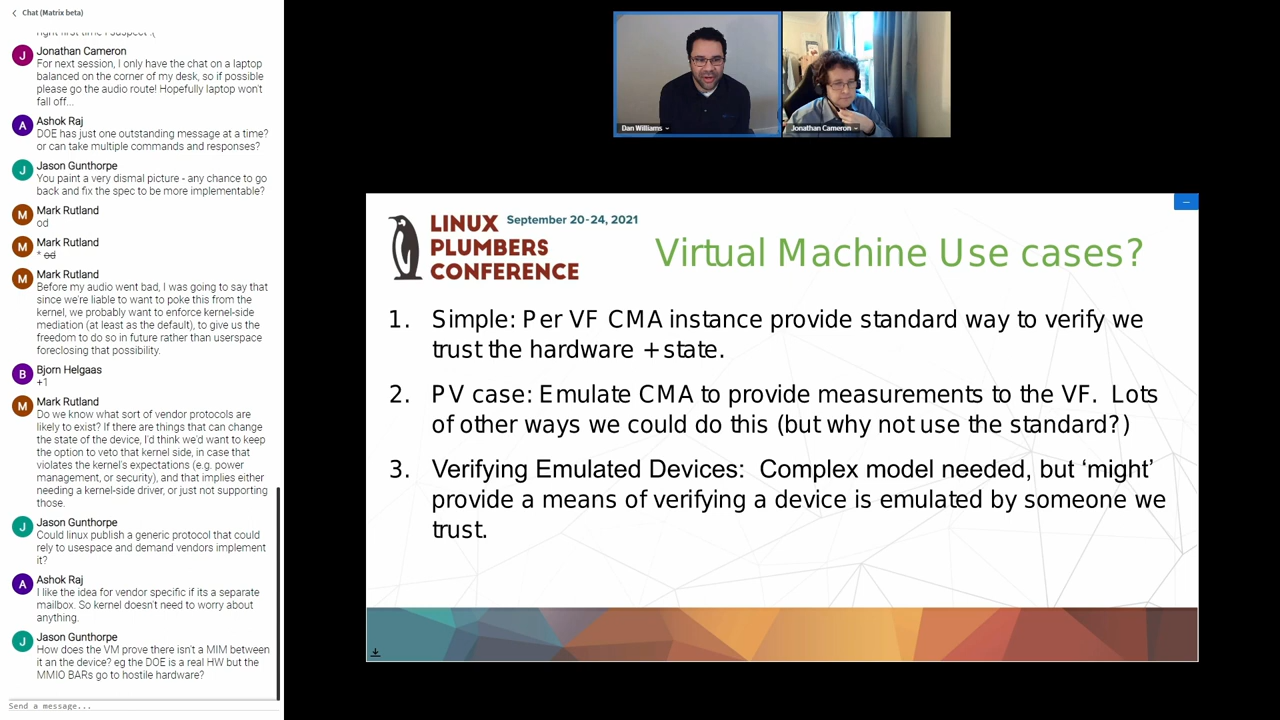 Chat (Matrix beta)
right first time I suspect :(
J
Jonathan Cameron
For next session, I only have the chat on a laptop
balanced on the corner of my desk, so if possible
please go the audio route! Hopefully laptop won't
fall off...
A
Ashok Raj
DOE has just one outstanding message at a time?
or can take multiple commands and responses?
J
Jason Gunthorpe
You paint a very dismal picture - any chance to go
back and fix the spec to be more implementable?
M
Mark Rutland
od
M
Mark Rutland
* od
M
Mark Rutland
Before my audio went bad, I was going to say that
since we're liable to want to poke this from the
kernel, we probably want to enforce kernel-side
mediation (at least as the default), to give us the
freedom to do so in future rather than userspace
foreclosing that possibility.
B
Bjorn Helgaas
+1
M
Mark Rutland
Do we know what sort of vendor protocols are
likely to exist? If there are things that can change
the state of the device, I'd think we'd want to keep
the option to veto that kernel side, in case that
violates the kernel's expectations (e.g. power
management, or security), and that implies either
needing a kernel-side driver, or just not supporting
those.
J
Jason Gunthorpe
Could linux publish a generic protocol that could
rely to usespace and demand vendors implement
it?
A
Ashok Raj
I like the idea for vendor specific if its a separate
mailbox. So kernel doesn't need to worry about
anything.
J
Jason Gunthorpe
How does the VM prove there isn't a MIM between
it an the device? eg the DOE is a real HW but the
MMIO BARs go to hostile hardware?
Send a message...
Dan Williams
Jonathan Cameron
LINUX
PLUMBERS
CONFERENCE
September 20-24, 2021
Virtual Machine Use cases?
1. Simple: Per VF CMA instance provide standard way to verify we
trust the hardware + state.
2. PV case: Emulate CMA to provide measurements to the VF. Lots
of other ways we could do this (but why not use the standard?)
3. Verifying Emulated Devices: Complex model needed, but ‘might’
provide a means of verifying a device is emulated by someone we
trust.